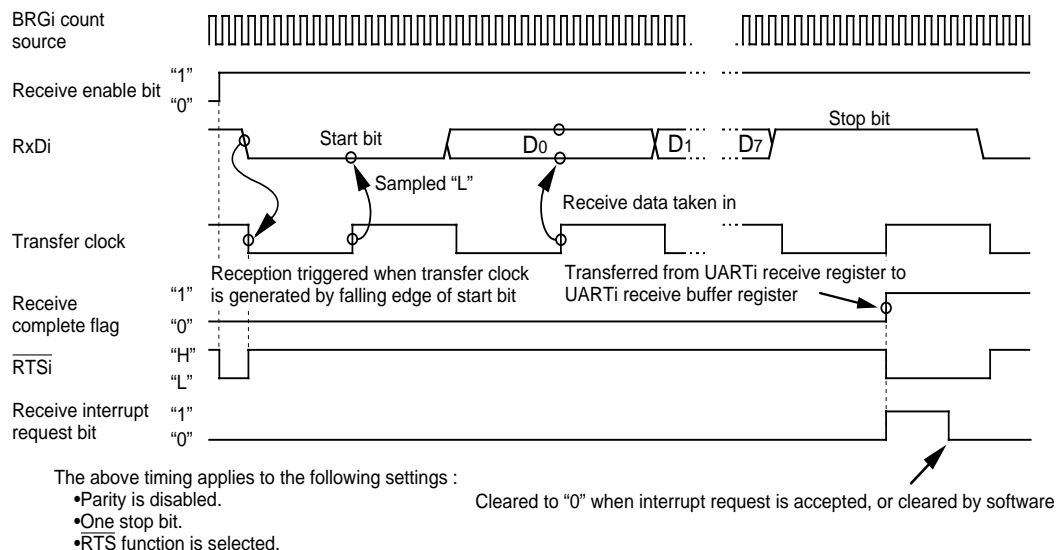 BRGi count
source
Receive enable bit
“1”
“0”
RxDi
Start bit
D0
D1
D7
Stop bit
Sampled “L”
Receive data taken in
Transfer clock
Reception triggered when transfer clock
is generated by falling edge of start bit
Transferred from UARTi receive register to
UARTi receive buffer register
Receive
complete flag
“1”
“0”
RTSi
“H”
“L”
Receive interrupt
request bit
“1”
“0”
Cleared to “0” when interrupt request is accepted, or cleared by software
The above timing applies to the following settings :
•Parity is disabled.
•One stop bit.
•RTS function is selected.